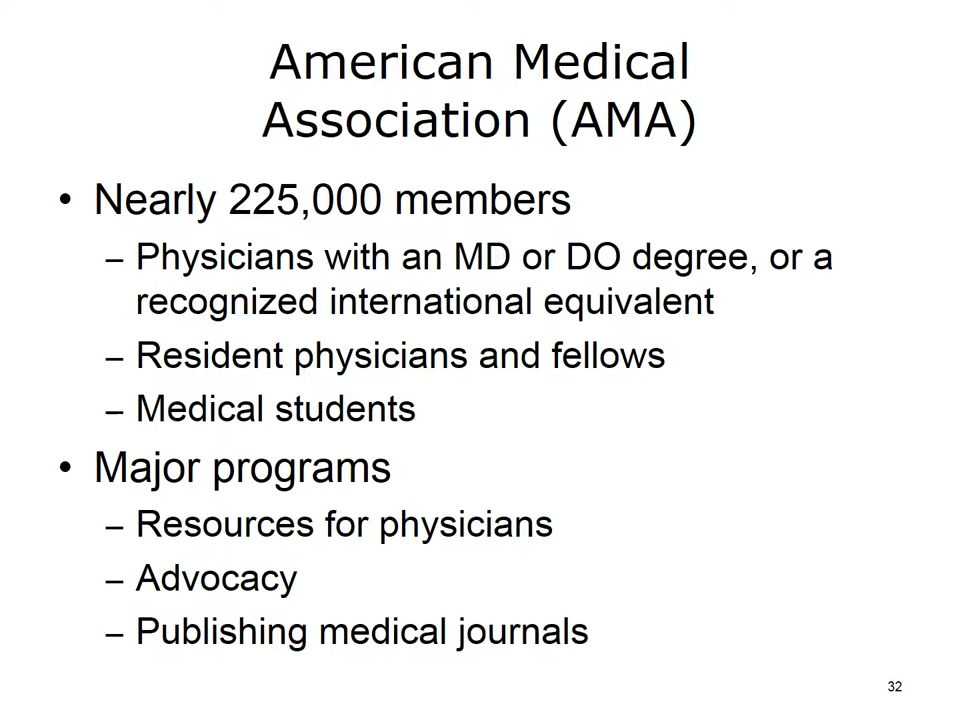 American Medical
Association (AMA)
• Nearly 225,000 members
– Physicians with an MD or DO degree, or a
recognized international equivalent
– Resident physicians and fellows
– Medical students
• Major programs
– Resources for physicians
– Advocacy
– Publishing medical journals
32